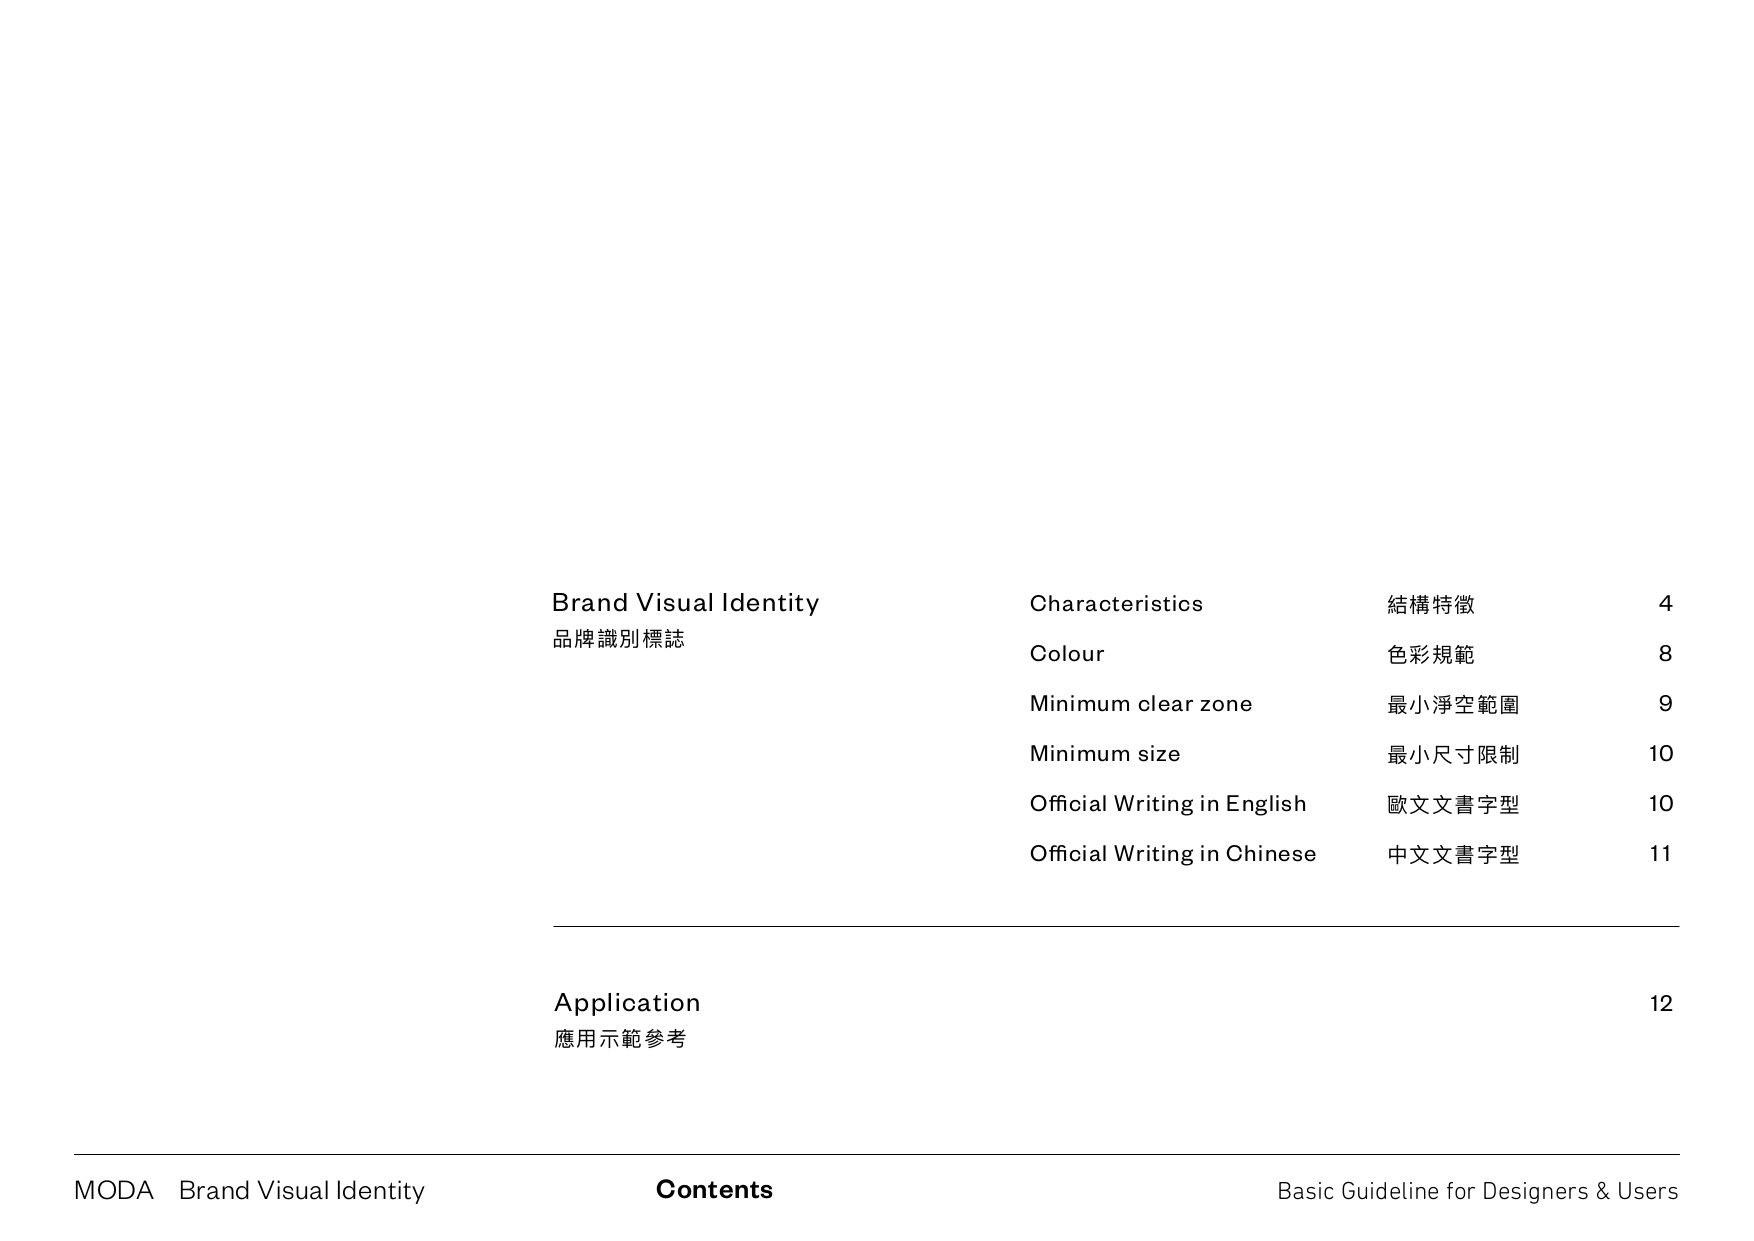 Brand Visual Identity
品牌識別標誌
Characteristics 結構特徵 4
Colour 色彩規範 8
Minimum clear zone 最小淨空範圍 9
Minimum size 最小尺寸限制 10
Official Writing in English 歐文文書字型 10
Official Writing in Chinese 中文文書字型 11
Application 12
應用示範參考
MODA Brand Visual Identity Contents Basic Guideline for Designers & Users